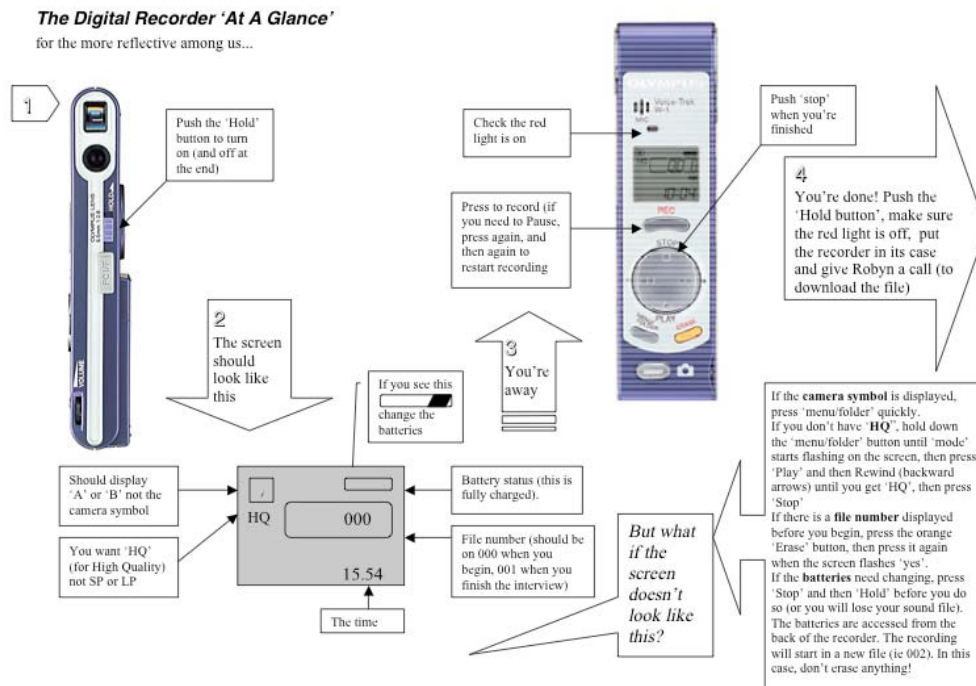 The Digital Recorder ‘At A Glance’
for the more reflective among us...
1
Push the ‘Hold’
button to turn
on (and off at
the end)
HOLD
OLYMPUS LENS
VOLUME
Check the red
light is on
Press to record (if
you need to Pause,
press again, and
then again to
restart recording
OLYMPUS
Voice-Trek
W-1
MIC
10:04
REC
STOP
PLAY
ERASE
Push ‘stop’
when you’re
finished
4
You’re done! Push the
‘Hold button’, make sure
the red light is off, put
the recorder in its case
and give Robyn a call (to
download the file)
2
The screen
should
look like
this
3
You’re
away
If you see this
change the
batteries
Should display
‘A’ or ‘B’ not the
camera symbol
You want ‘HQ’
(for High Quality)
not SP or LP
HQ
000
15.54
Battery status (this is
fully charged).
File number (should be
on 000 when you
begin, 001 when you
finish the interview)
The time
But what
if the
screen
doesn’t
look like
this?
If the camera symbol is displayed,
press ‘menu/folder’ quickly.
If you don’t have ‘HQ”, hold down
the ‘menu/folder’ button until ‘mode’
starts flashing on the screen, then press
‘Play’ and then Rewind (backward
arrows) until you get ‘HQ’, then press
‘Stop’
If there is a file number displayed
before you begin, press the orange
‘Erase’ button, then press it again
when the screen flashes ‘yes’.
If the batteries need changing, press
‘Stop’ and then ‘Hold’ before you do
so (or you will lose your sound file).
The batteries are accessed from the
back of the recorder. The recording
will start in a new file (ie 002). In this
case, don’t erase anything!